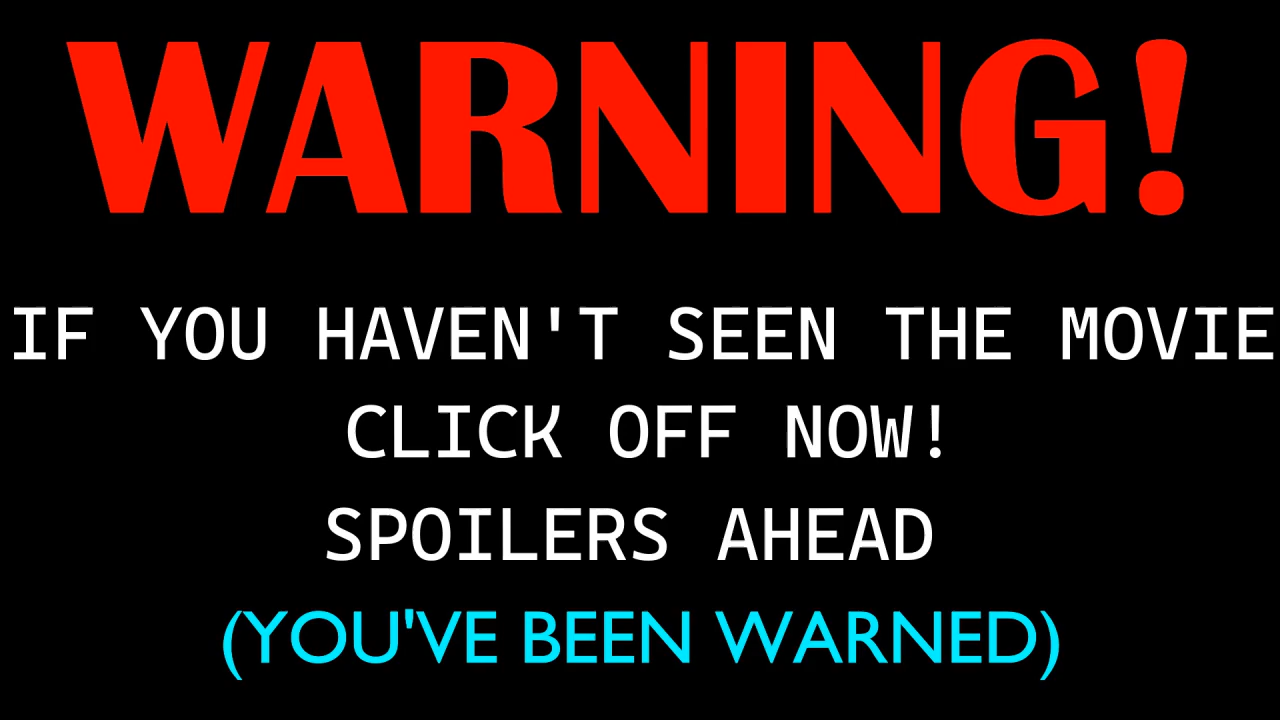 WARNING!
IF YOU HAVEN'T SEEN THE MOVIE
CLICK OFF NOW!
SPOILERS AHEAD
(YOU'VE BEEN WARNED)